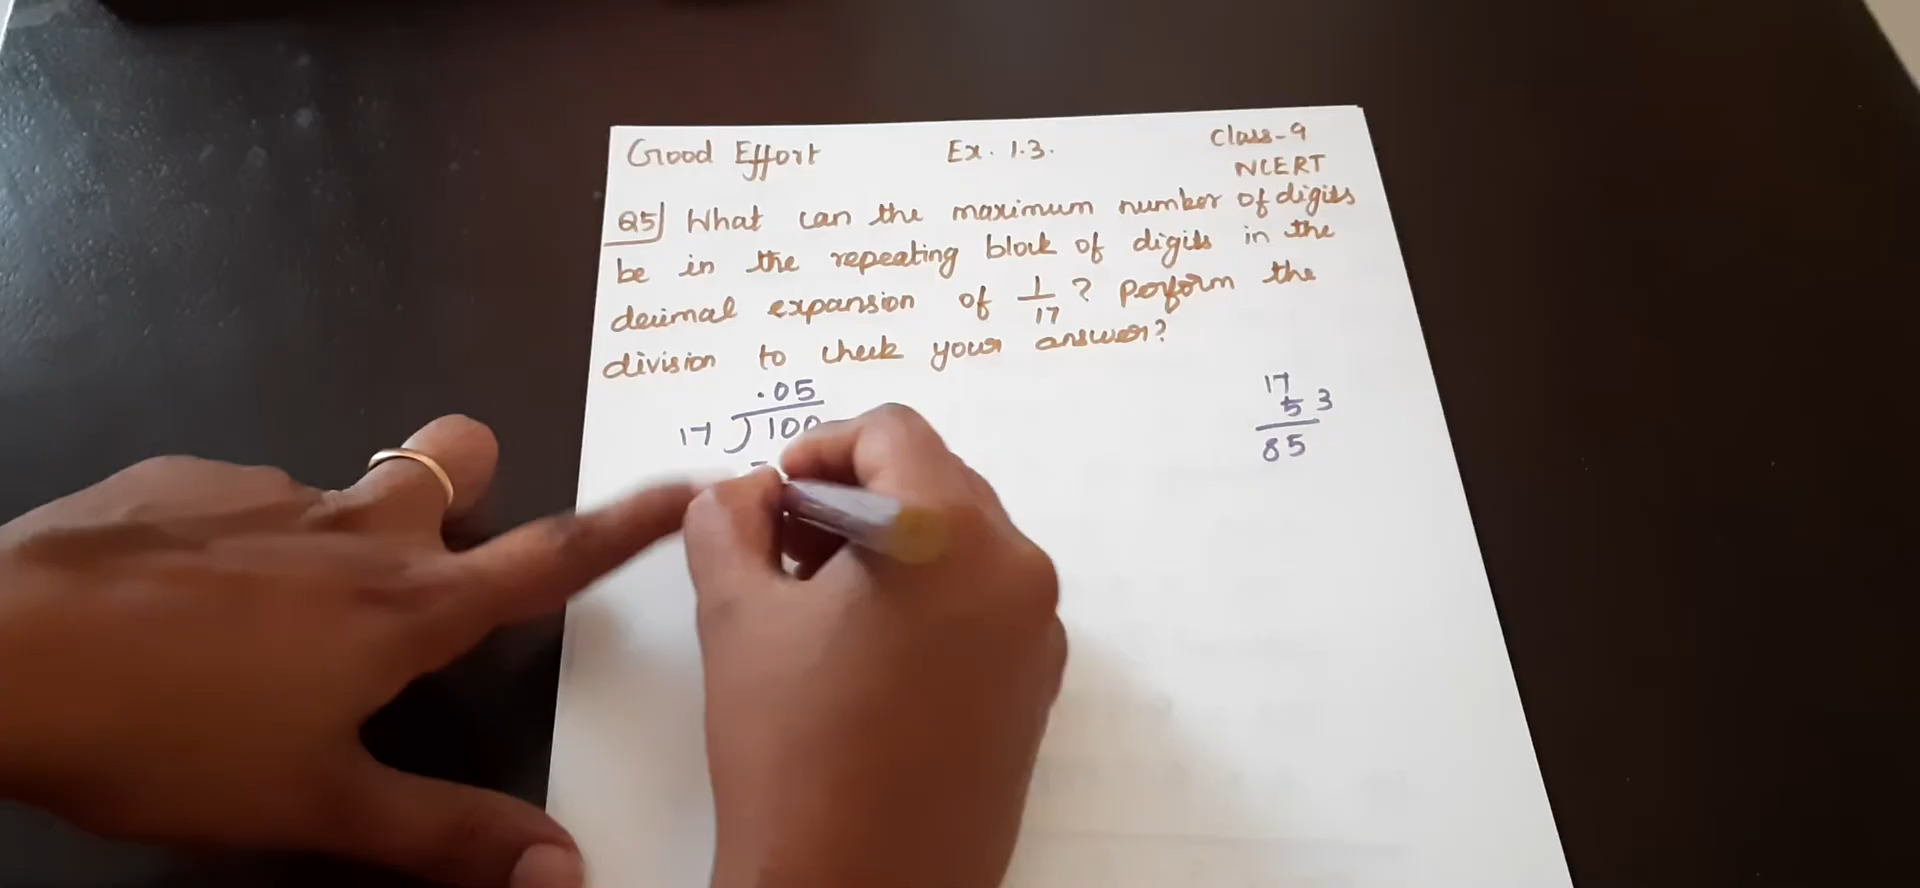 Good Effort Ex. 1.3. Class-9
NCERT
Q5] What can the maximum number of digits
be in the repeating block of digits in the
decimal expansion of 1/17? Perform the
division to check your answer?
.05
17 ) 100
17
5 3
85